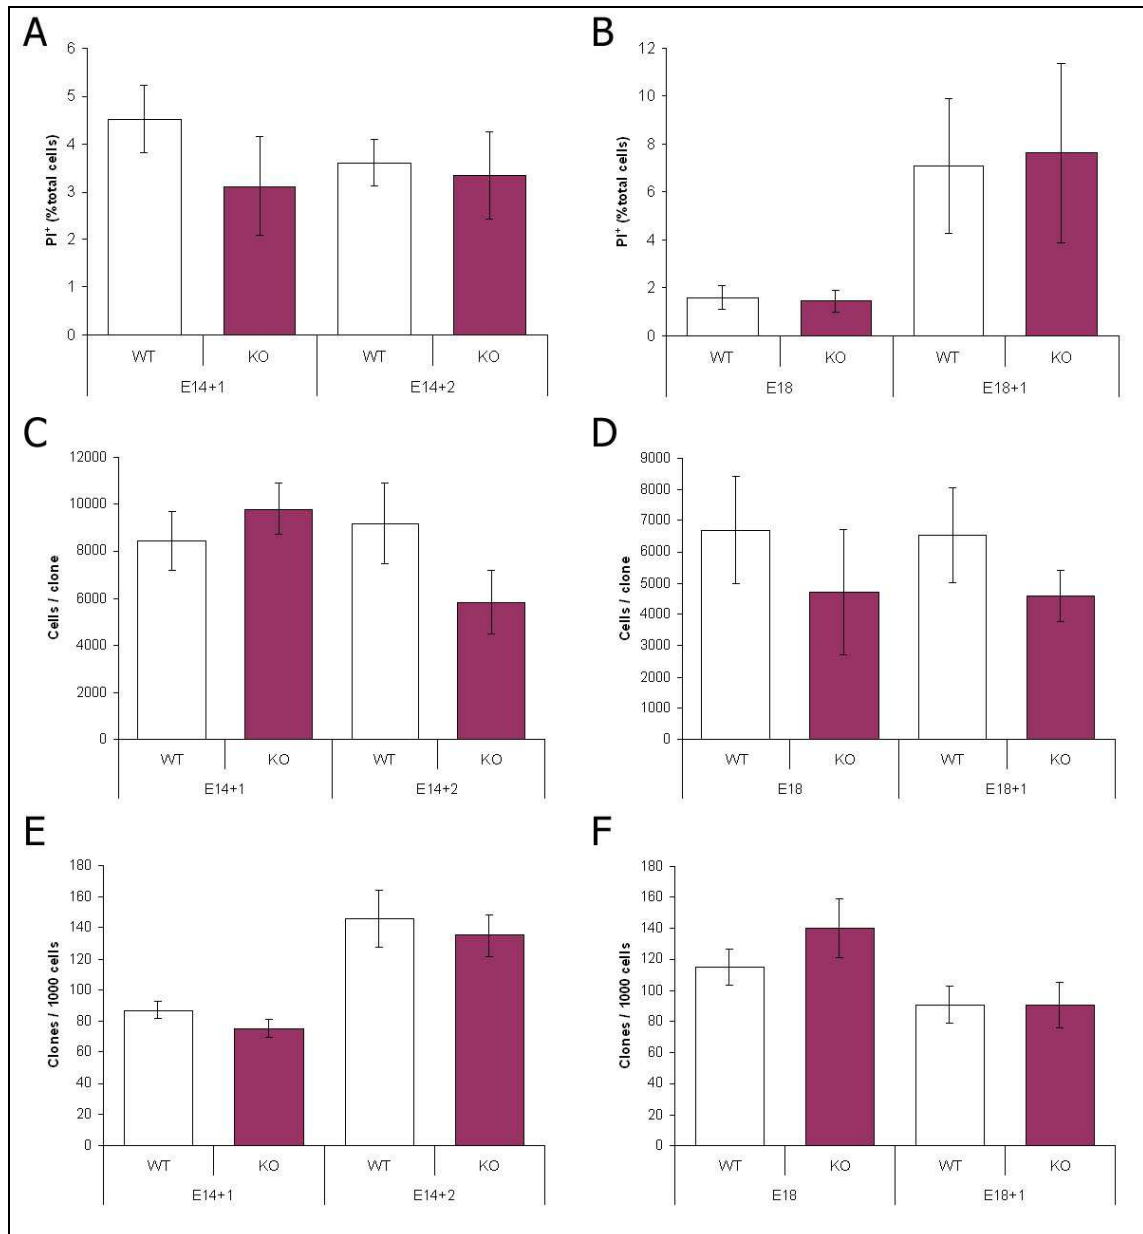 A
PI⁺ (%total cells)
6
5
4
3
2
1
0
WT KO WT KO
E14+1 E14+2
B
PI⁺ (%total cells)
12
10
8
6
4
2
0
WT KO WT KO
E18 E18+1
C
Cells / clone
12000
10000
8000
6000
4000
2000
0
WT KO WT KO
E14+1 E14+2
D
Cells / clone
9000
8000
7000
6000
5000
4000
3000
2000
1000
0
WT KO WT KO
E18 E18+1
E
Clones / 1000 cells
180
160
140
120
100
80
60
40
20
0
WT KO WT KO
E14+1 E14+2
F
Clones / 1000 cells
180
160
140
120
100
80
60
40
20
0
WT KO WT KO
E18 E18+1